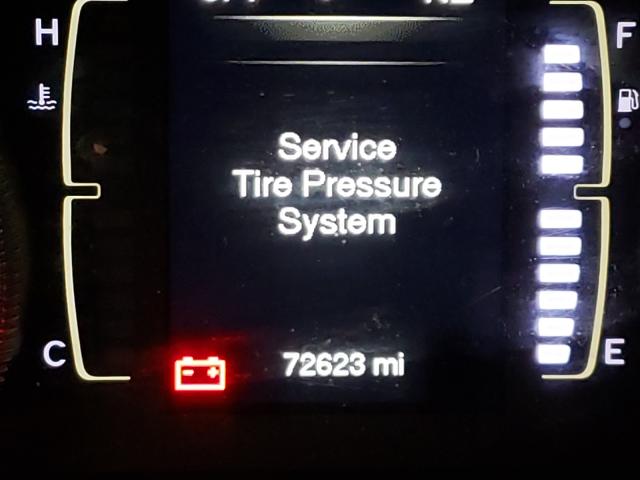 H
F
Service
Tire Pressure
System
C
72623 mi
E